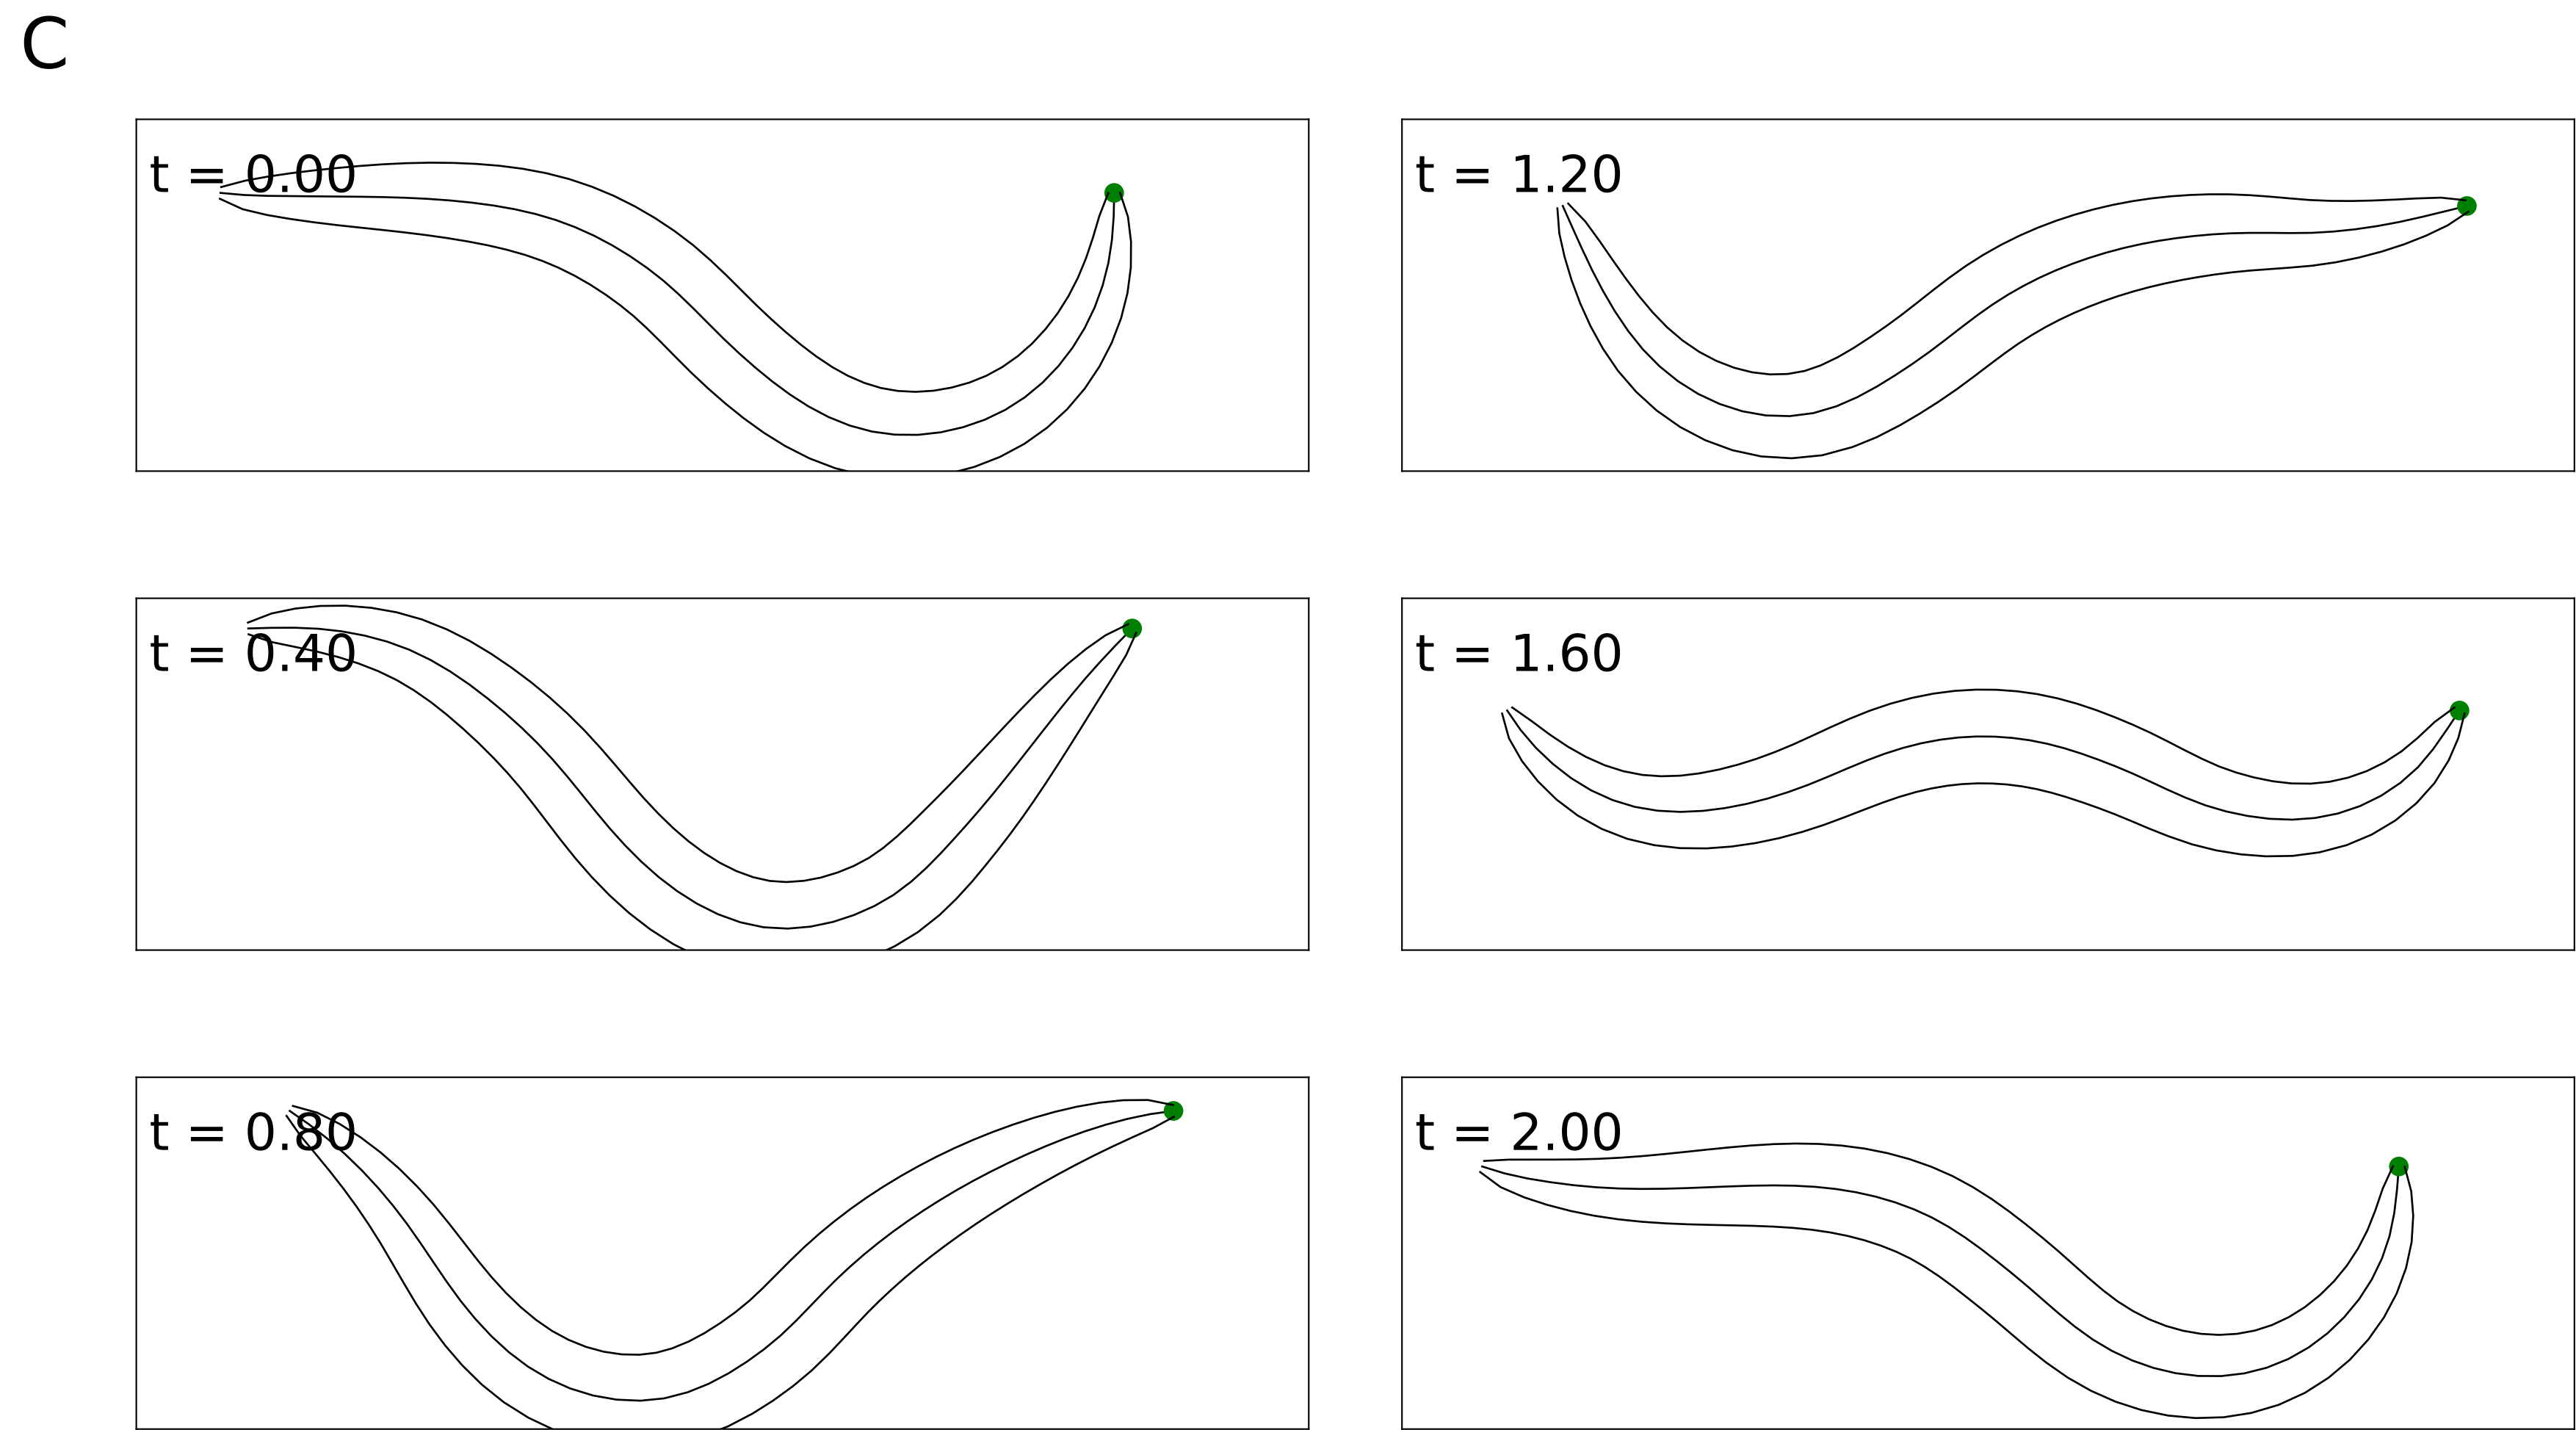 C
t = 0.00
t = 1.20
t = 0.40
t = 1.60
t = 0.80
t = 2.00